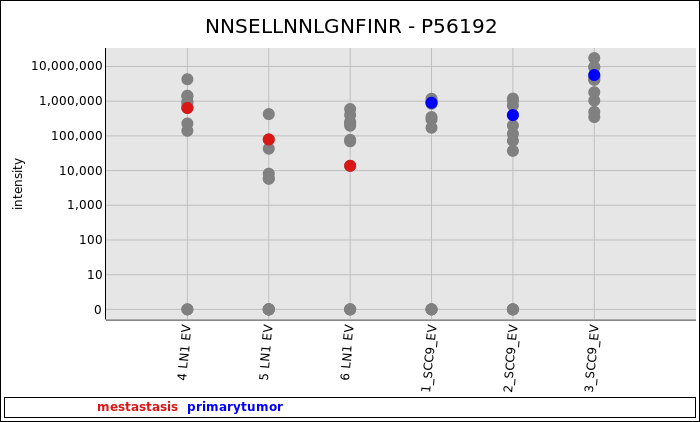 NNSELLNNLGNFINR - P56192
10,000,000
1,000,000
100,000
10,000
1,000
100
10
0
intensity
4 LN1 EV
5 LN1 EV
6 LN1 EV
1_SCC9_EV
2_SCC9_EV
3_SCC9_EV
mestastasis primarytumor